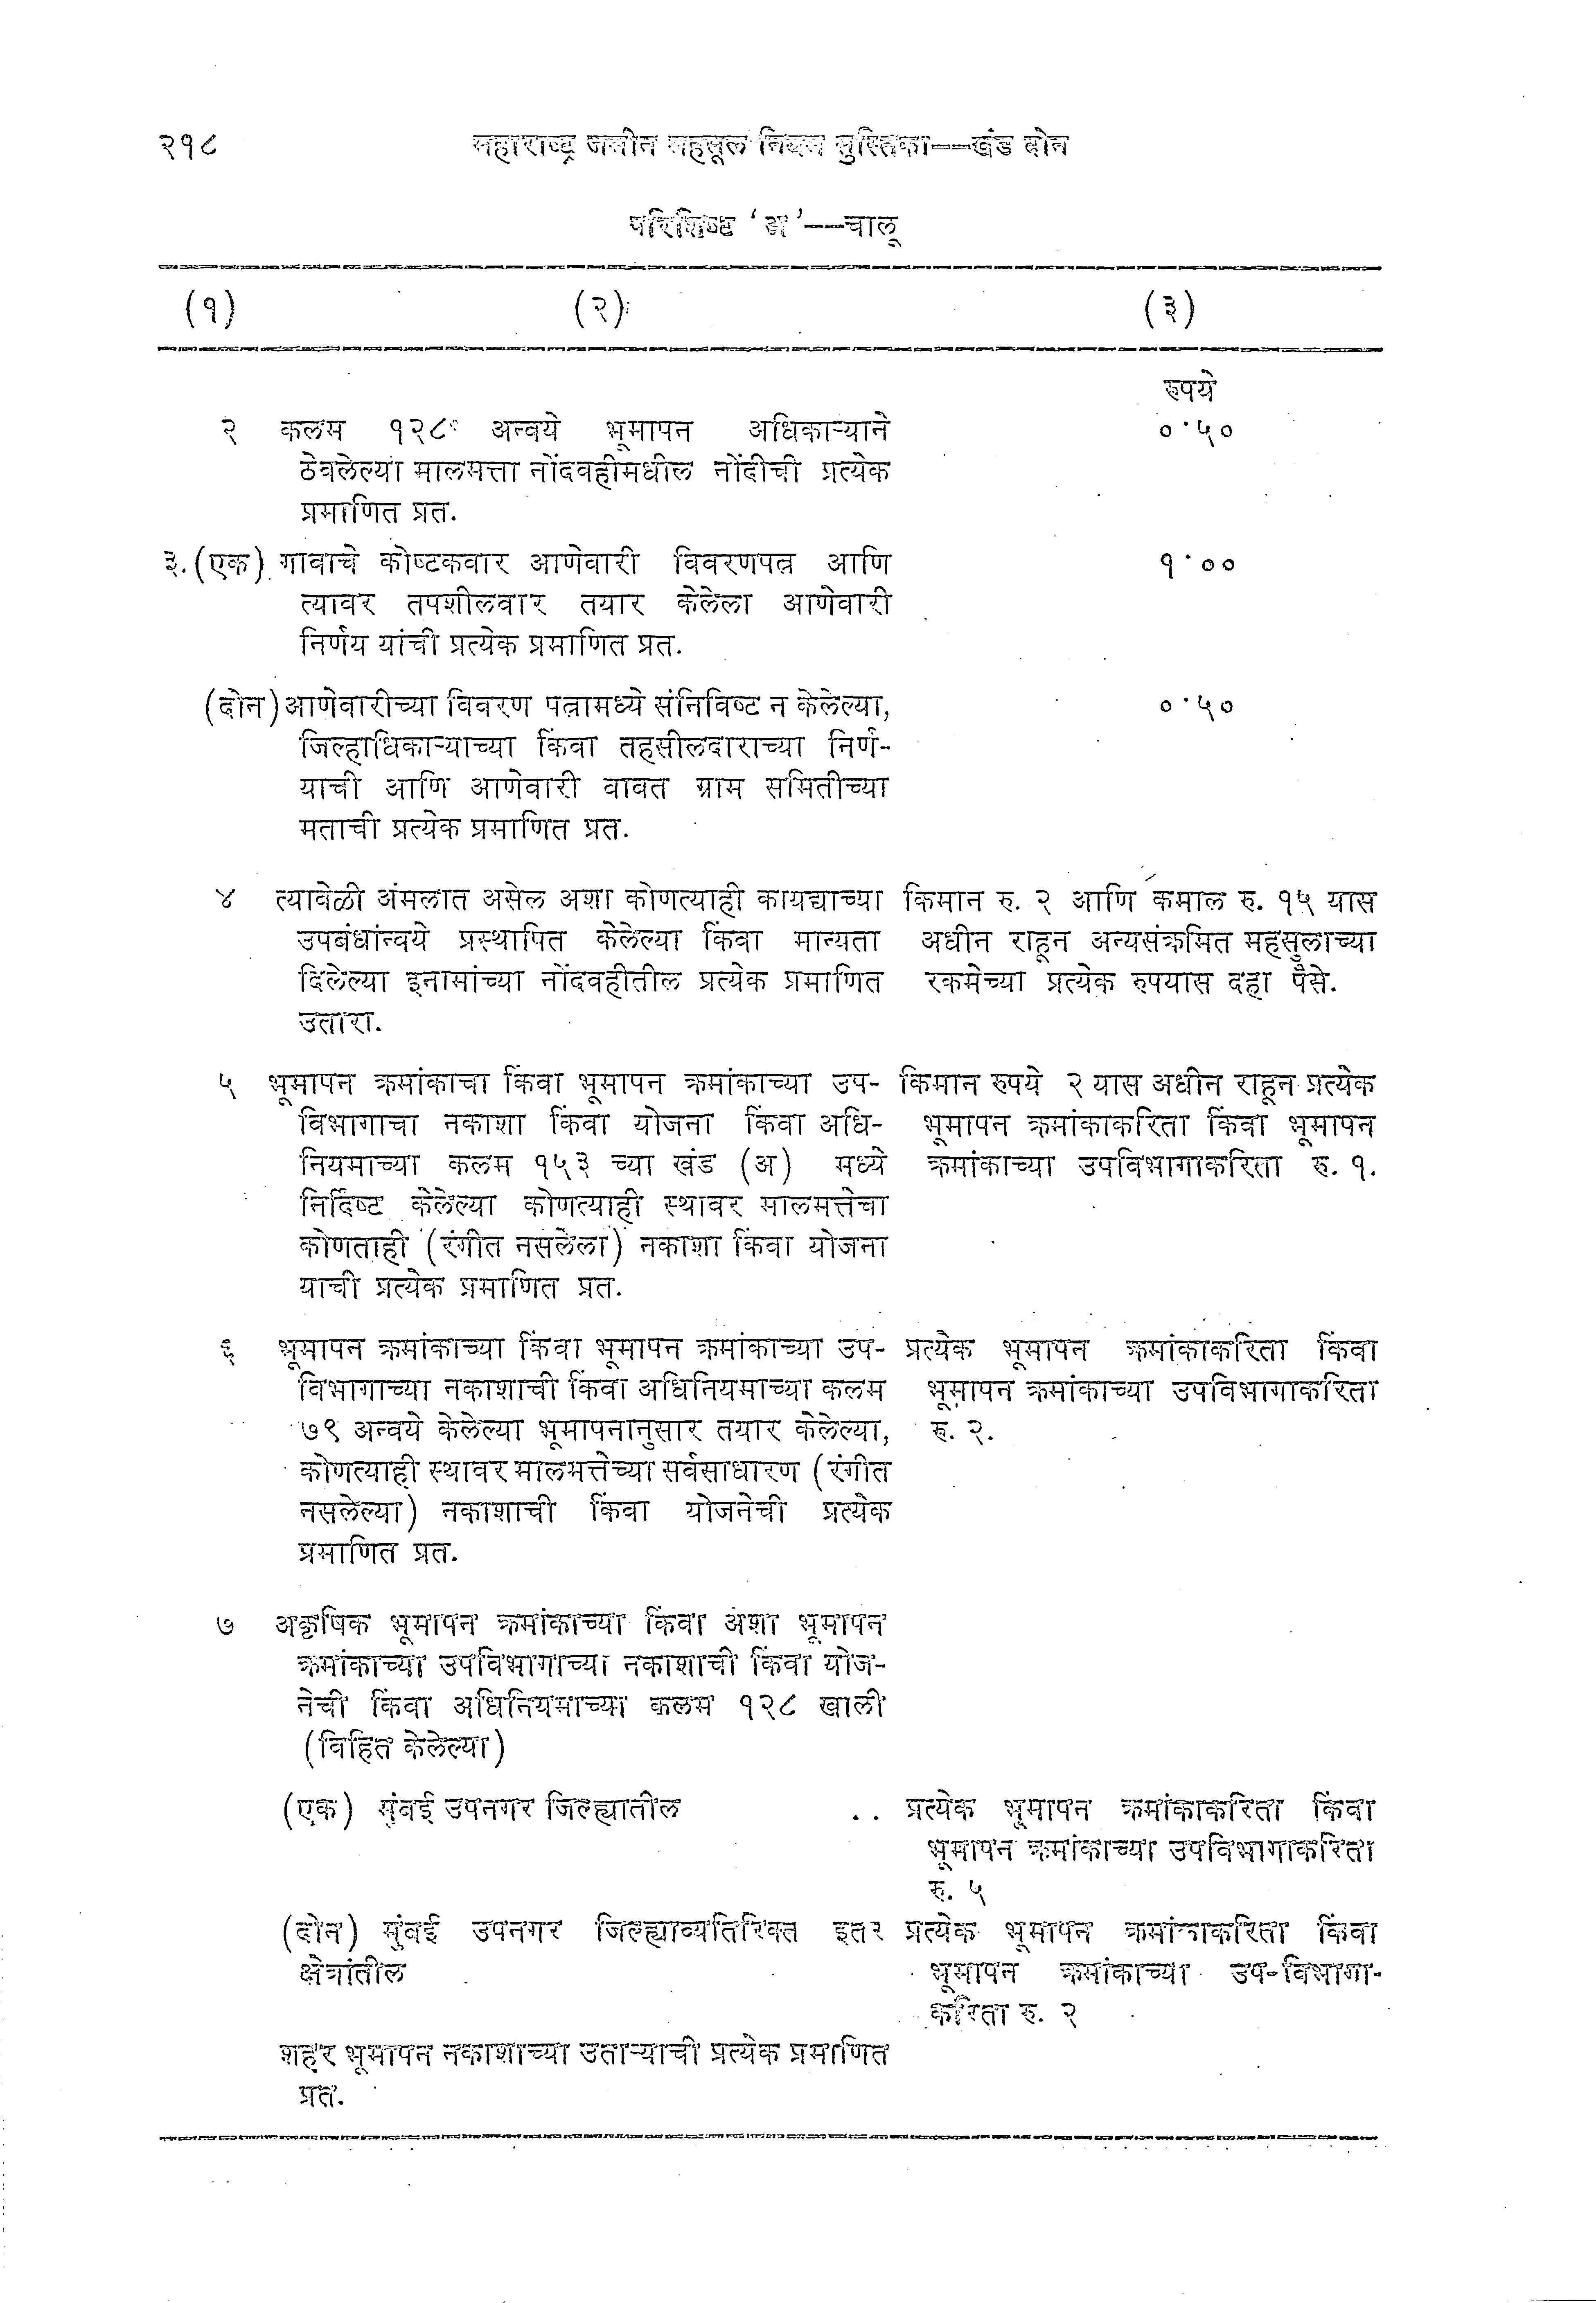 २१८ महाराष्ट्र जमीन महसूल नियम पुस्तिका--खंड दोन
परिशिष्ट ‘अ’--चालू
(१) (२) (३)
रुपये
२ कलम १२८ अन्वये भूमापन अधिकाऱ्याने ०·५०
ठेवलेल्या मालमत्ता नोंदवहीमधील नोंदीची प्रत्येक
प्रमाणित प्रत.
३.(एक) गावाचे कोष्टकवार आणेवारी विवरणपत्र आणि १·००
त्यावर तपशीलवार तयार केलेला आणेवारी
निर्णय यांची प्रत्येक प्रमाणित प्रत.
(दोन) आणेवारीच्या विवरण पत्रामध्ये संनिविष्ट न केलेल्या, ०·५०
जिल्हाधिकाऱ्याच्या किंवा तहसीलदाराच्या निर्ण-
याची आणि आणेवारी वावत ग्राम समितीच्या
मताची प्रत्येक प्रमाणित प्रत.
४ त्यावेळी अंमलात असेल अशा कोणत्याही कायद्याच्या किमान रु. २ आणि कमाल रु. १५ यास
उपबंधांन्वये प्रस्थापित केलेल्या किंवा मान्यता अधीन राहून अन्यसंक्रमित महसुलाच्या
दिलेल्या इनामांच्या नोंदवहीतील प्रत्येक प्रमाणित रकमेच्या प्रत्येक रुपयास दहा पैसे.
उतारा.
५ भूमापन क्रमांकाचा किंवा भूमापन क्रमांकाच्या उप- किमान रुपये २ यास अधीन राहून प्रत्येक
विभागाचा नकाशा किंवा योजना किंवा अधि- भूमापन क्रमांकाकरिता किंवा भूमापन
नियमाच्या कलम १५३ च्या खंड (अ) मध्ये क्रमांकाच्या उपविभागाकरिता रु. १.
निर्दिष्ट केलेल्या कोणत्याही स्थावर मालमत्तेचा
कोणताही (रंगीत नसलेला) नकाशा किंवा योजना
याची प्रत्येक प्रमाणित प्रत.
६ भूमापन क्रमांकाच्या किंवा भूमापन क्रमांकाच्या उप- प्रत्येक भूमापन क्रमांकाकरिता किंवा
विभागाच्या नकाशाची किंवा अधिनियमाच्या कलम भूमापन क्रमांकाच्या उपविभागाकरिता
७९ अन्वये केलेल्या भूमापनानुसार तयार केलेल्या, रु. २.
कोणत्याही स्थावर मालमत्तेच्या सर्वसाधारण (रंगीत
नसलेल्या) नकाशाची किंवा योजनेची प्रत्येक
प्रमाणित प्रत.
७ अकृषिक भूमापन क्रमांकाच्या किंवा अशा भूमापन
क्रमांकाच्या उपविभागाच्या नकाशाची किंवा योज-
नेची किंवा अधिनियमाच्या कलम १२८ खाली
(विहित केलेल्या)
(एक) मुंबई उपनगर जिल्ह्यातील .. प्रत्येक भूमापन क्रमांकाकरिता किंवा
भूमापन क्रमांकाच्या उपविभागाकरिता
रु. ५
(दोन) मुंबई उपनगर जिल्ह्याव्यतिरिक्त इतर प्रत्येक भूमापन क्रमांकाकरिता किंवा
क्षेत्रांतील भूमापन क्रमांकाच्या उप-विभागा-
करिता रु. २
शहर भूमापन नकाशाच्या उताऱ्याची प्रत्येक प्रमाणित
प्रत.